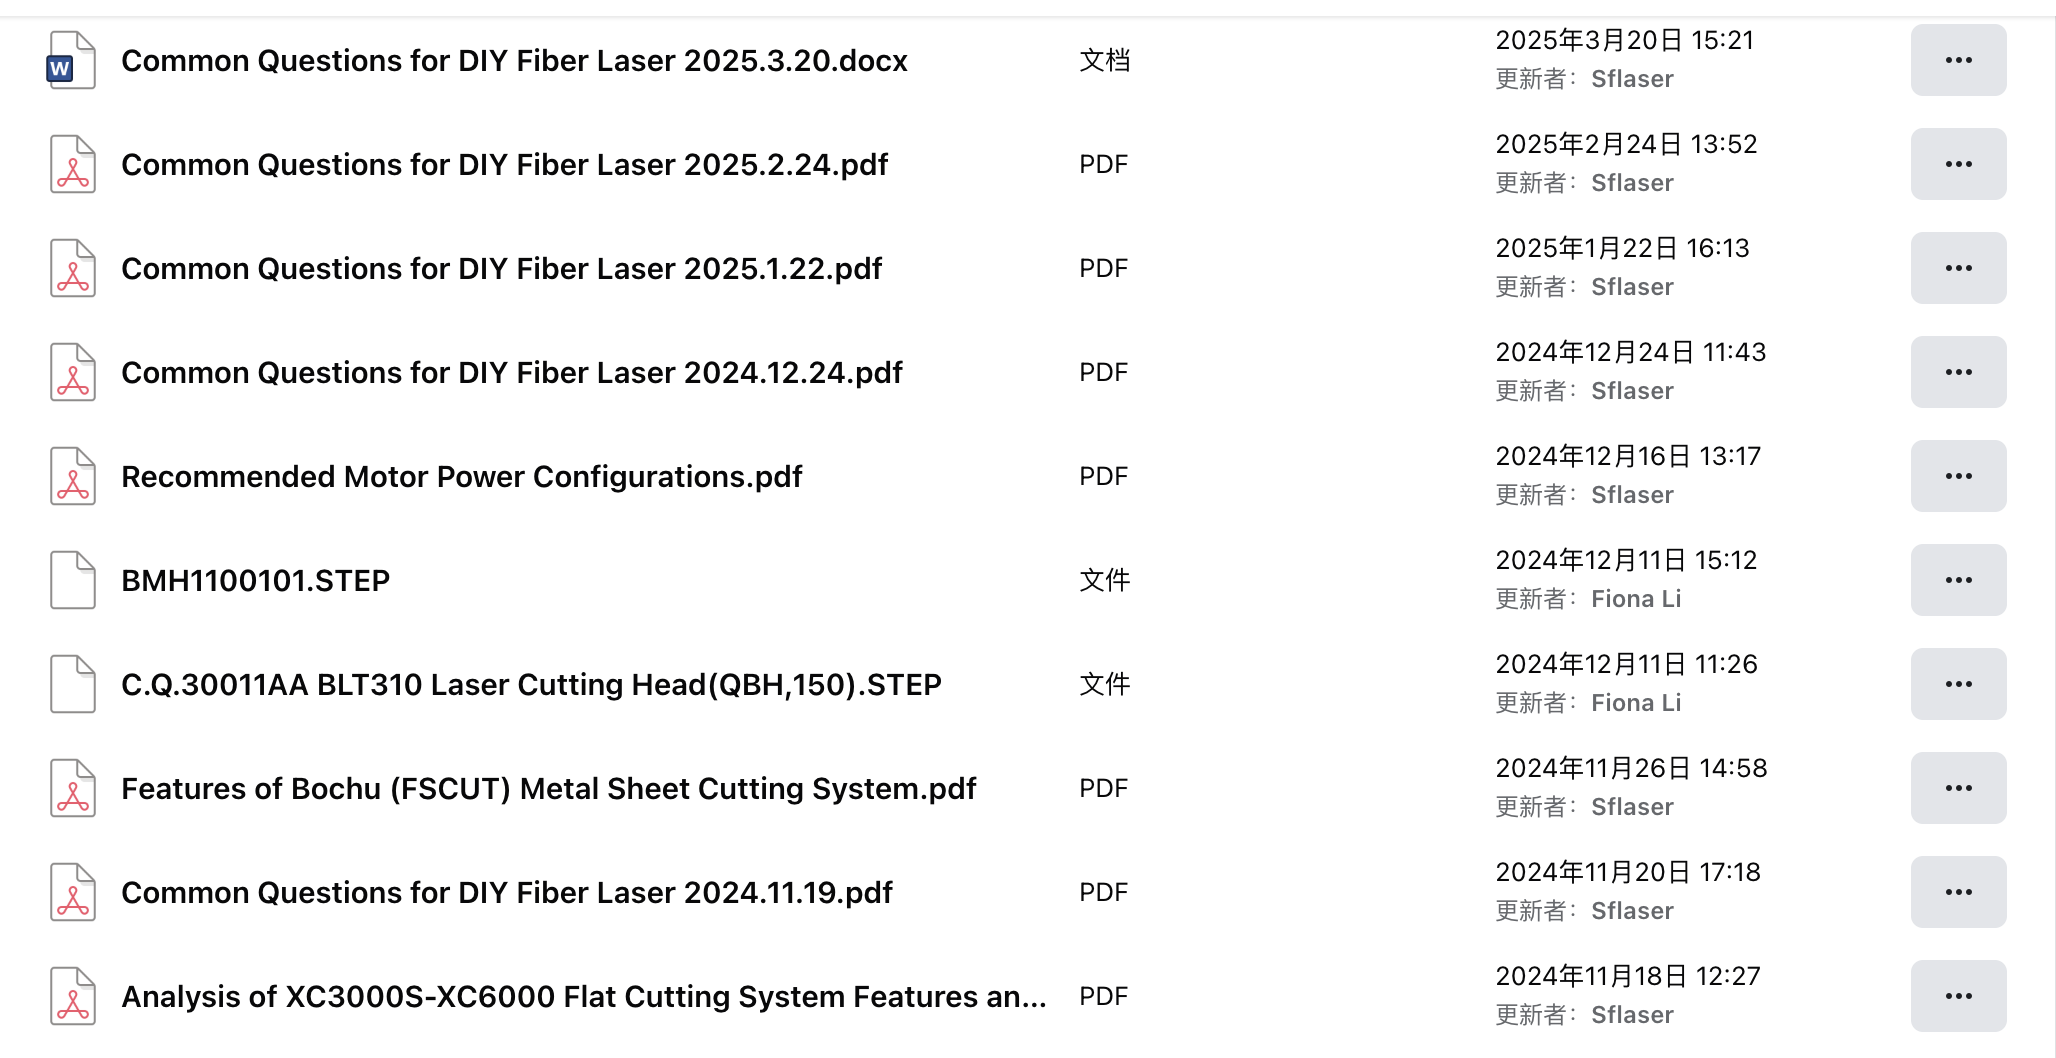 Common Questions for DIY Fiber Laser 2025.3.20.docx
文档
2025年3月20日 15:21
更新者： Sflaser
W
Common Questions for DIY Fiber Laser 2025.2.24.pdf
PDF
2025年2月24日 13:52
更新者： Sflaser
Common Questions for DIY Fiber Laser 2025.1.22.pdf
PDF
2025年1月22日 16:13
更新者： Sflaser
Common Questions for DIY Fiber Laser 2024.12.24.pdf
PDF
2024年12月24日 11:43
更新者： Sflaser
Recommended Motor Power Configurations.pdf
PDF
2024年12月16日 13:17
更新者： Sflaser
BMH1100101.STEP
文件
2024年12月11日 15:12
更新者： Fiona Li
C.Q.30011AA BLT310 Laser Cutting Head(QBH,150).STEP
文件
2024年12月11日 11:26
更新者： Fiona Li
Features of Bochu (FSCUT) Metal Sheet Cutting System.pdf
PDF
2024年11月26日 14:58
更新者： Sflaser
Common Questions for DIY Fiber Laser 2024.11.19.pdf
PDF
2024年11月20日 17:18
更新者： Sflaser
Analysis of XC3000S-XC6000 Flat Cutting System Features an...
PDF
2024年11月18日 12:27
更新者： Sflaser